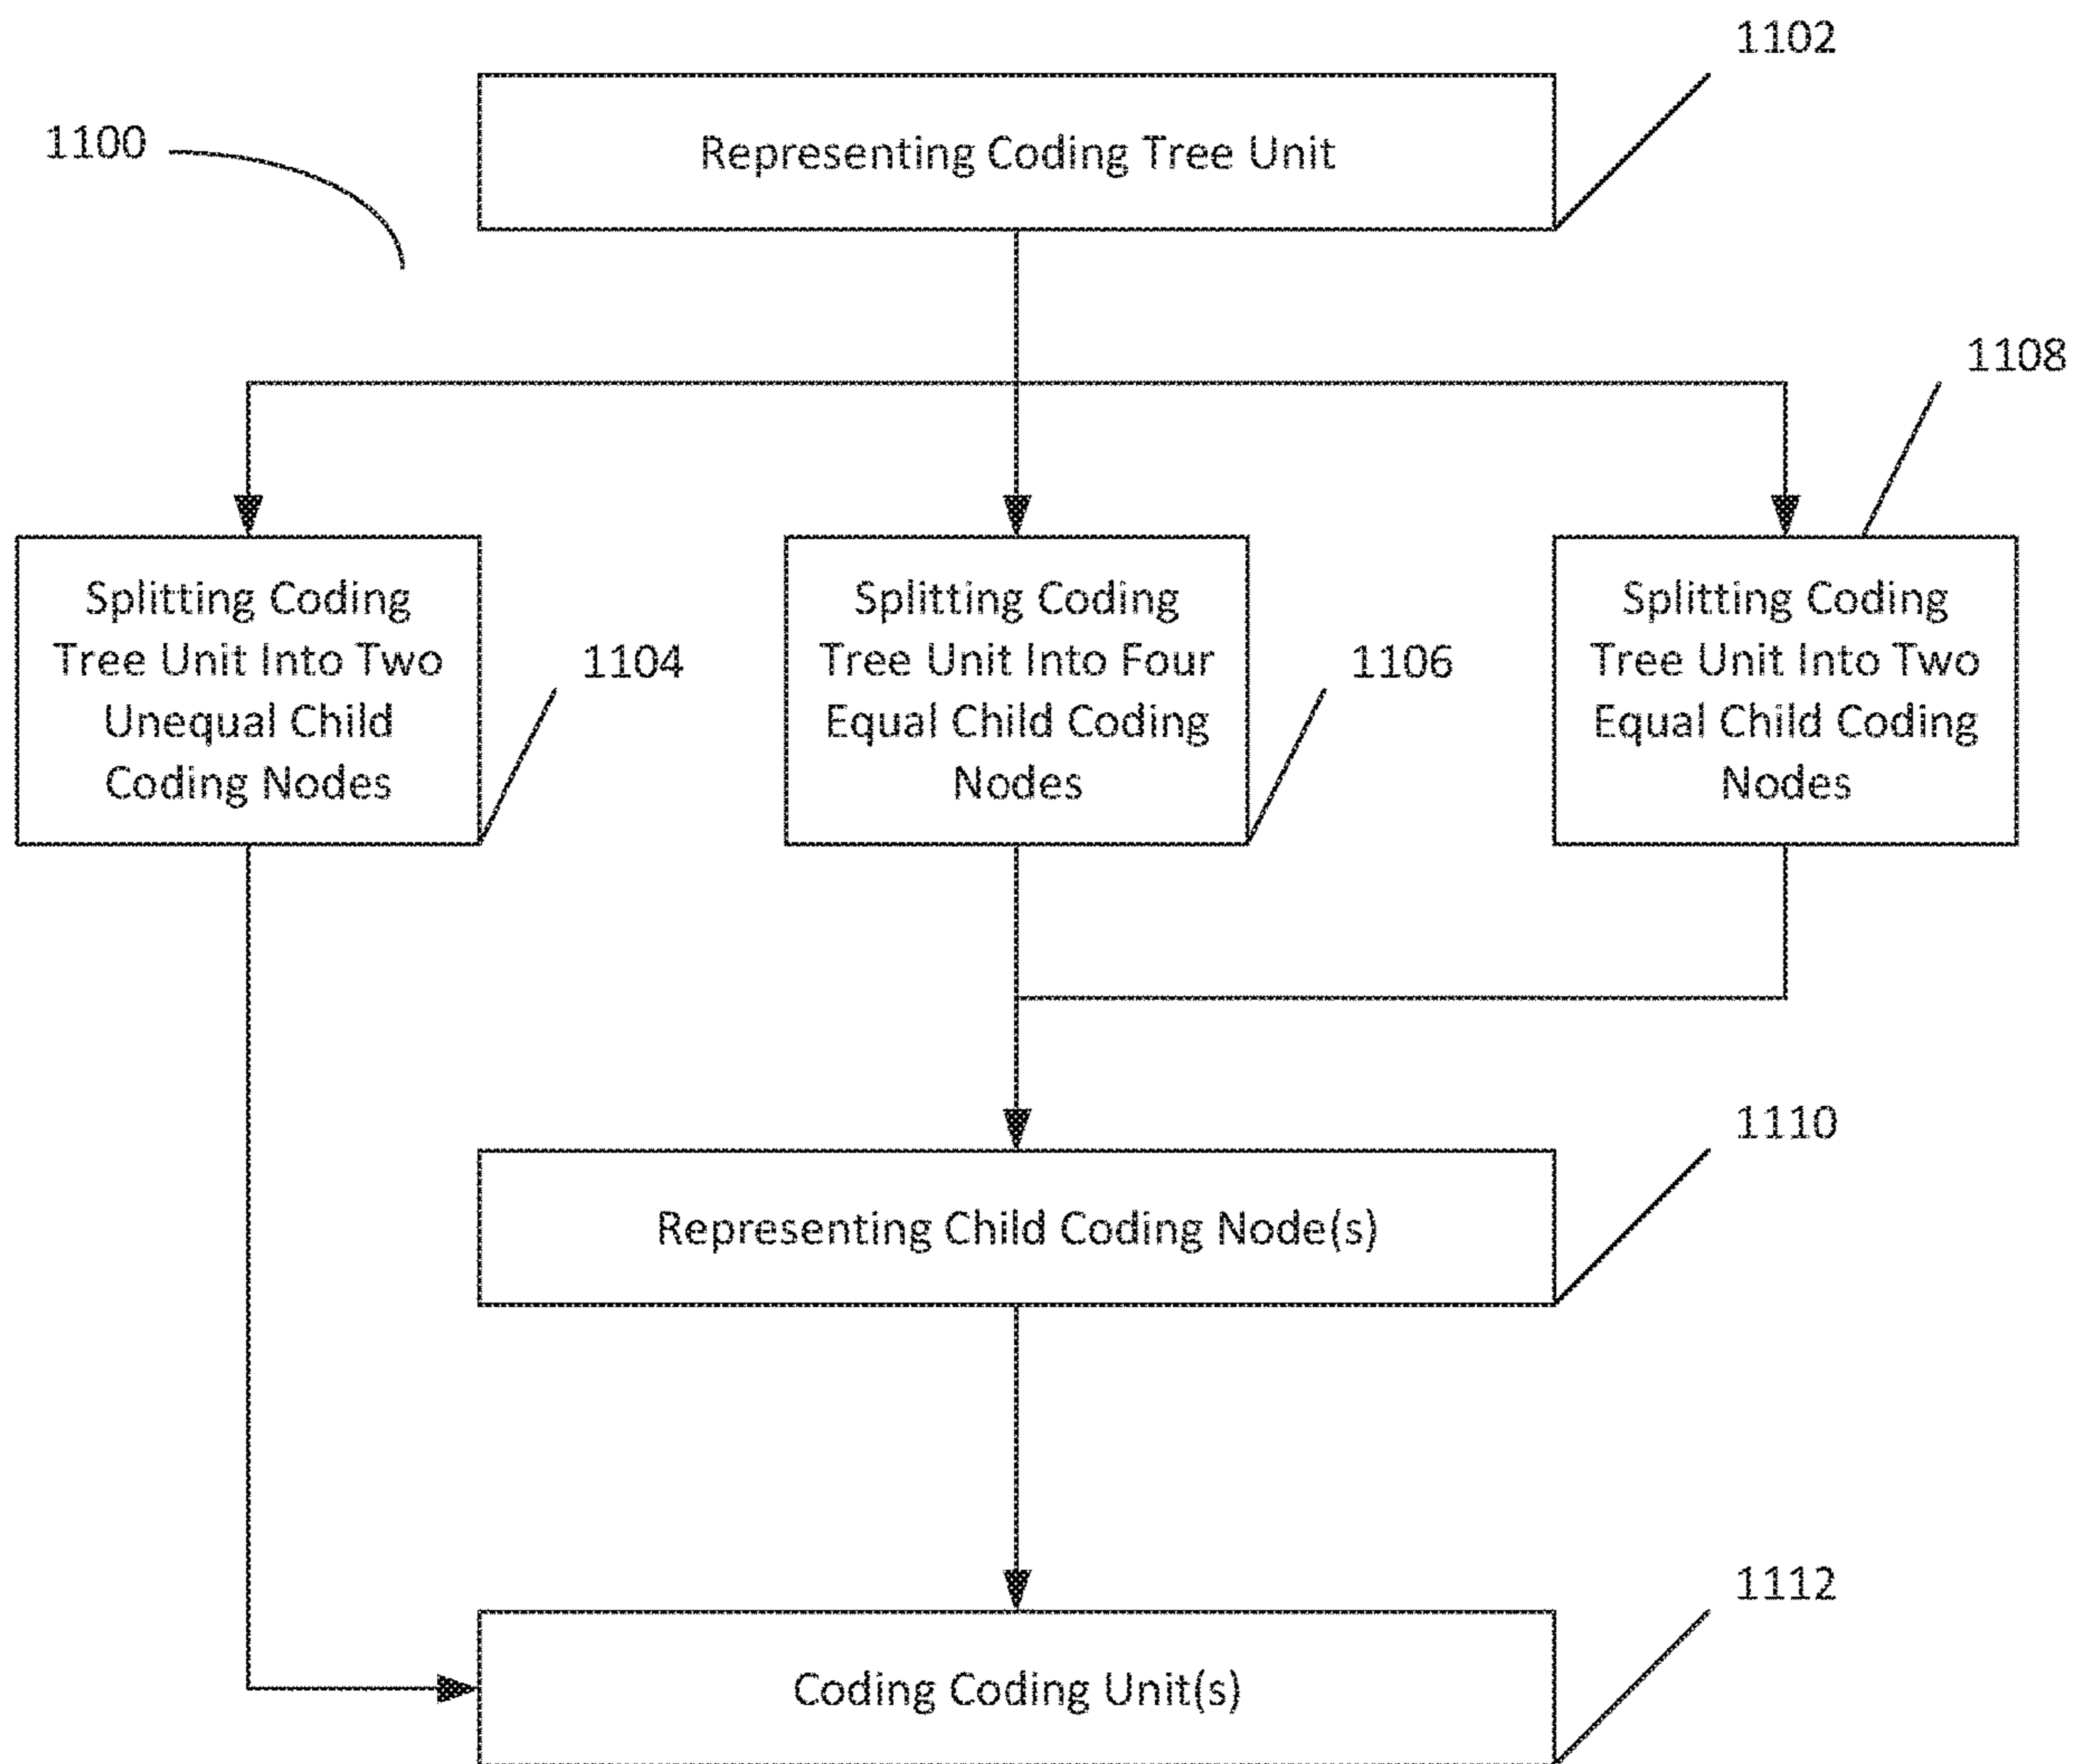 1102
1100
Representing Coding Tree Unit
1108
Splitting Coding
Tree Unit Into Two
Unequal Child
Coding Nodes
1104
Splitting Coding
Tree Unit Into Four
Equal Child Coding
Nodes
1106
Splitting Coding
Tree Unit Into Two
Equal Child Coding
Nodes
1110
Representing Child Coding Node(s)
1112
Coding Coding Unit(s)